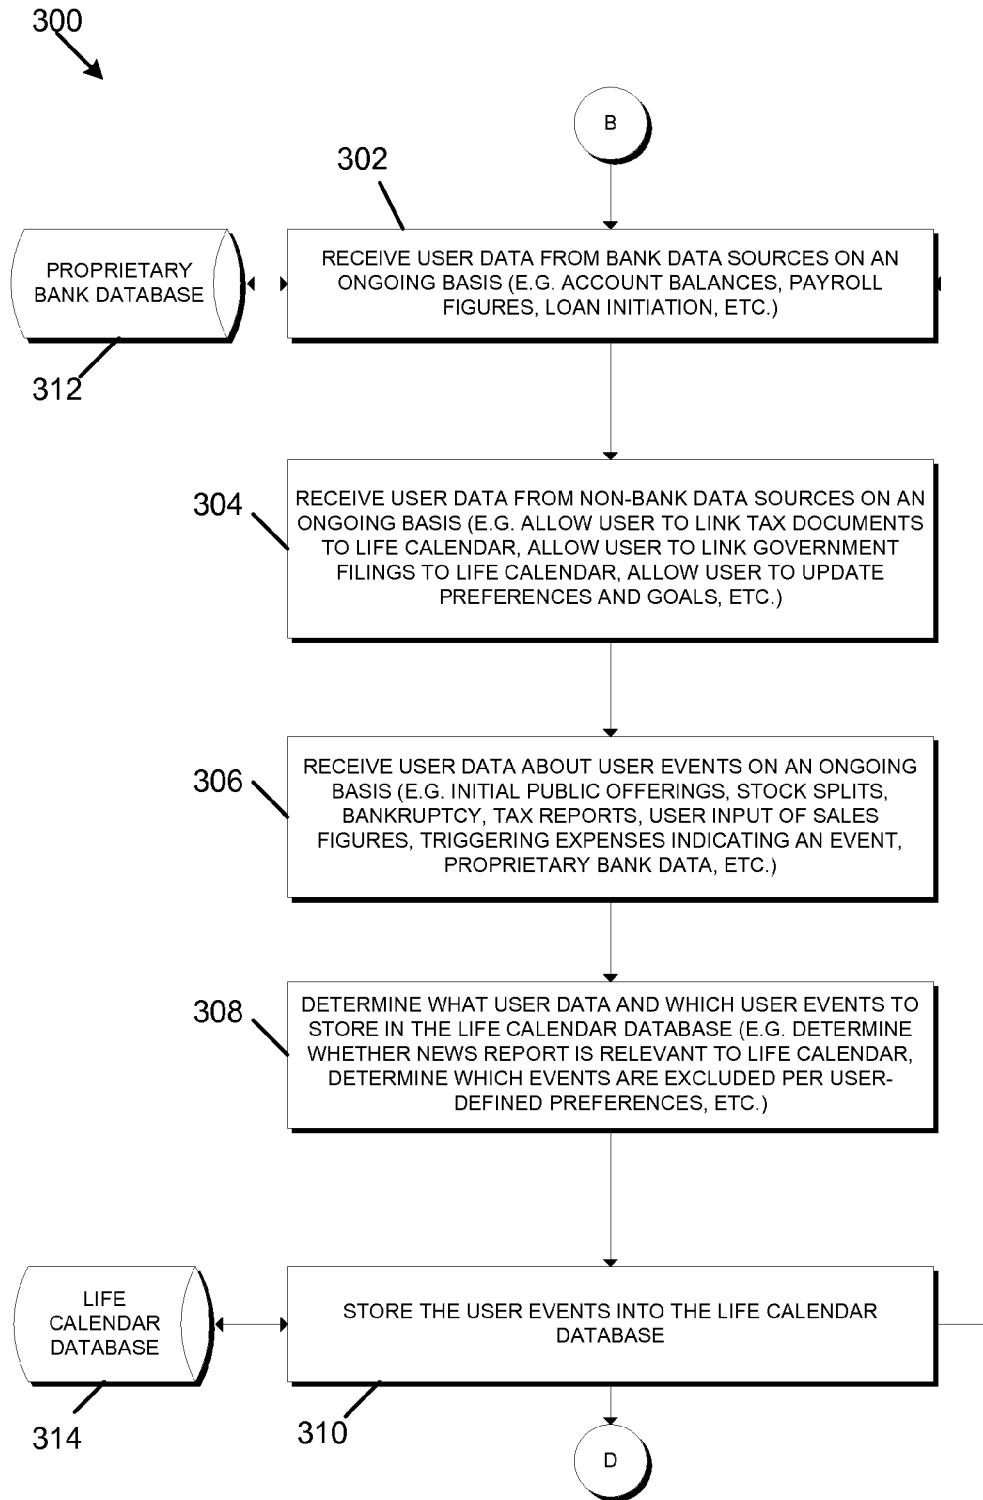 300
B
302
PROPRIETARY
BANK DATABASE
312
RECEIVE USER DATA FROM BANK DATA SOURCES ON AN
ONGOING BASIS (E.G. ACCOUNT BALANCES, PAYROLL
FIGURES, LOAN INITIATION, ETC.)
304
RECEIVE USER DATA FROM NON-BANK DATA SOURCES ON AN
ONGOING BASIS (E.G. ALLOW USER TO LINK TAX DOCUMENTS
TO LIFE CALENDAR, ALLOW USER TO LINK GOVERNMENT
FILINGS TO LIFE CALENDAR, ALLOW USER TO UPDATE
PREFERENCES AND GOALS, ETC.)
306
RECEIVE USER DATA ABOUT USER EVENTS ON AN ONGOING
BASIS (E.G. INITIAL PUBLIC OFFERINGS, STOCK SPLITS,
BANKRUPTCY, TAX REPORTS, USER INPUT OF SALES
FIGURES, TRIGGERING EXPENSES INDICATING AN EVENT,
PROPRIETARY BANK DATA, ETC.)
308
DETERMINE WHAT USER DATA AND WHICH USER EVENTS TO
STORE IN THE LIFE CALENDAR DATABASE (E.G. DETERMINE
WHETHER NEWS REPORT IS RELEVANT TO LIFE CALENDAR,
DETERMINE WHICH EVENTS ARE EXCLUDED PER USER-
DEFINED PREFERENCES, ETC.)
LIFE
CALENDAR
DATABASE
314
STORE THE USER EVENTS INTO THE LIFE CALENDAR
DATABASE
310
D